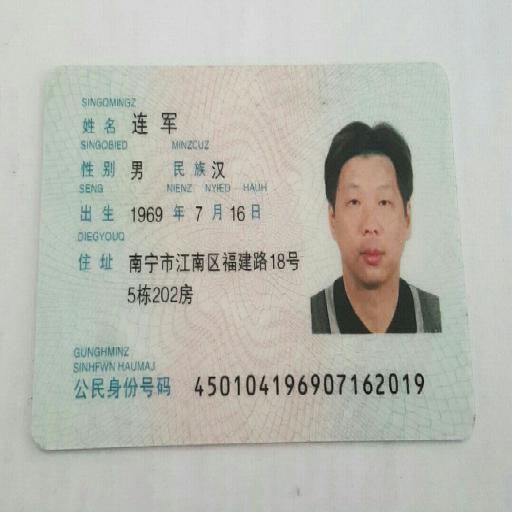 SINGQMINGZ
姓名 连军
SINGQBIED MINZCUZ
性别 男 民族 汉
SENG NIENZ NYIED HAUH
出生 1969 年 7 月 16 日
DIEGYOUQ
住址 南宁市江南区福建路18号
5栋202房
GUNGHMINZ
SINHFWN HAUMAJ
公民身份号码 450104196907162019